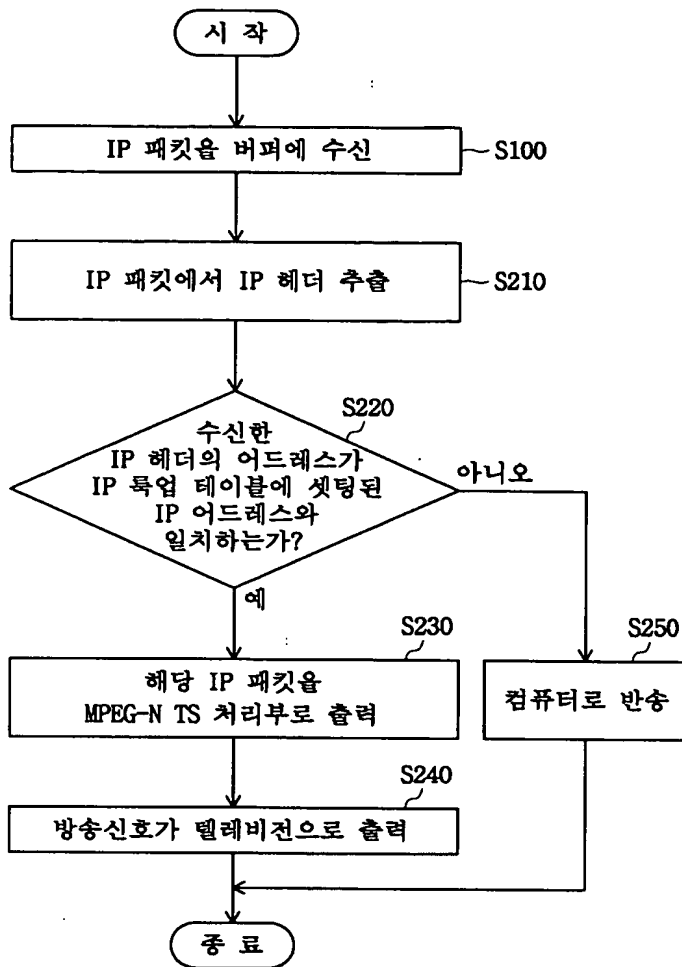 시 작
IP 패킷을 버퍼에 수신
S100
IP 패킷에서 IP 헤더 추출
S210
S220
수신한
IP 헤더의 어드레스가
IP 룩업 테이블에 셋팅된
IP 어드레스와
일치하는가?
아니오
예
S230
해당 IP 패킷을
MPEG-N TS 처리부로 출력
S250
컴퓨터로 반송
S240
방송신호가 텔레비전으로 출력
종 료